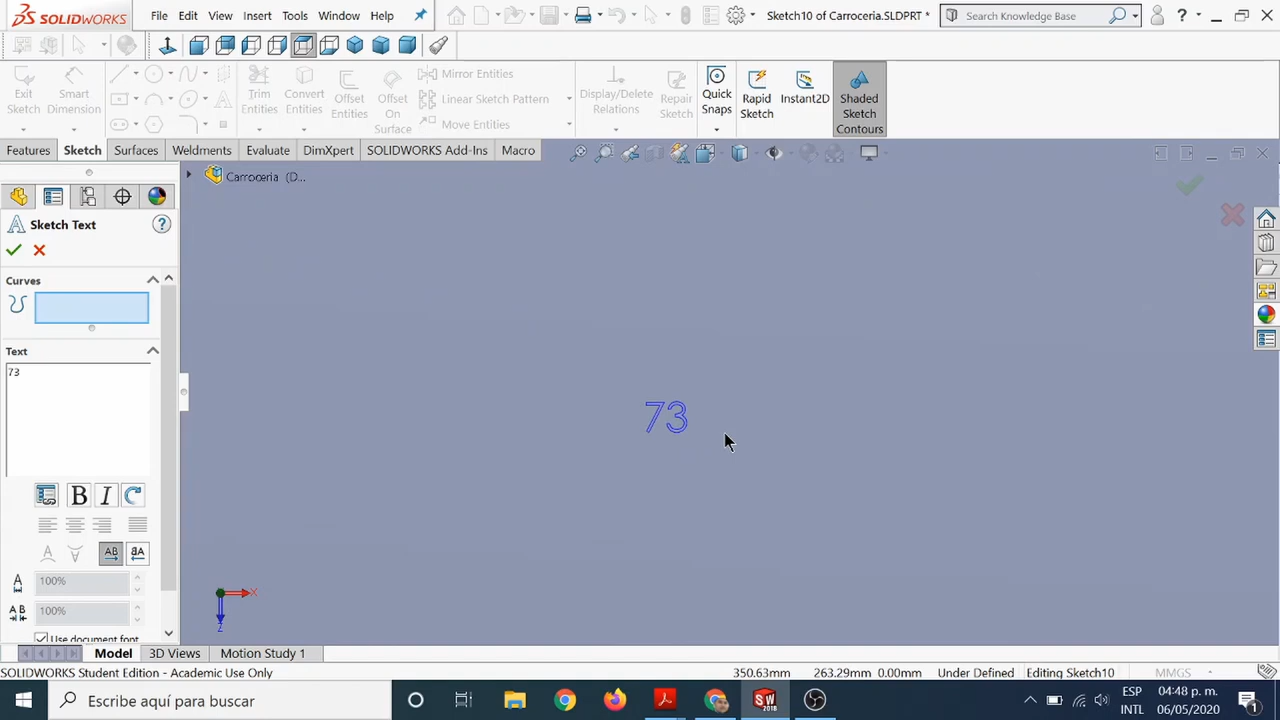 SOLIDWORKS
File Edit View Insert Tools Window Help
Sketch10 of Carroceria.SLDPRT *
Search Knowledge Base
Exit Sketch
Smart Dimension
Trim Entities
Convert Entities
Offset Entities
Offset On Surface
Mirror Entities
Linear Sketch Pattern
Move Entities
Display/Delete Relations
Repair Sketch
Quick Snaps
Rapid Sketch
Instant2D
Shaded Sketch Contours
Features Sketch Surfaces Weldments Evaluate DimXpert SOLIDWORKS Add-Ins Macro
Carroceria (D...
Sketch Text
Curves
Text
73
B I
AB
100%
AB
100%
Use document font
73
X
Z
Model 3D Views Motion Study 1
SOLIDWORKS Student Edition - Academic Use Only
350.63mm 263.29mm 0.00mm Under Defined Editing Sketch10 MMGS
Escribe aquí para buscar
SW
2018
ESP
INTL
04:48 p. m.
06/05/2020
1